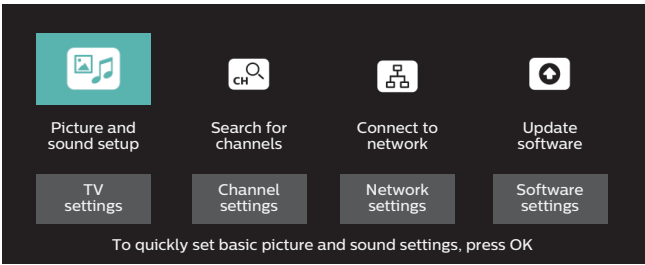 CH
Picture and
sound setup
Search for
channels
Connect to
network
Update
software
TV
settings
Channel
settings
Network
settings
Software
settings
To quickly set basic picture and sound settings, press OK